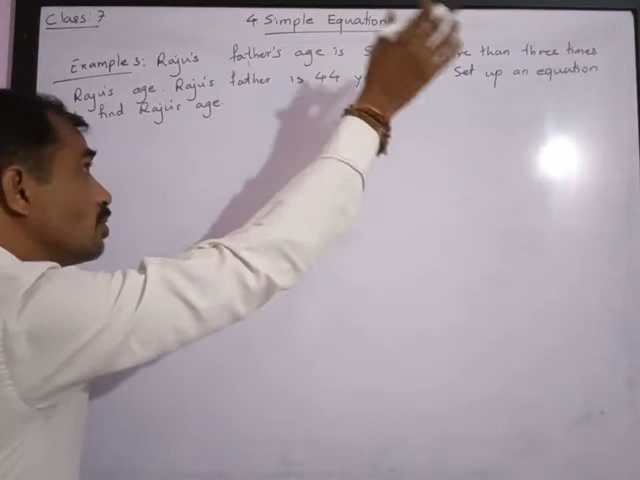 Class: 7
4 Simple Equation
Example 3: Raju's father's age is 5 than three times
Raju's age. Raju's father is 44 Set up an equation
find Raju's age.